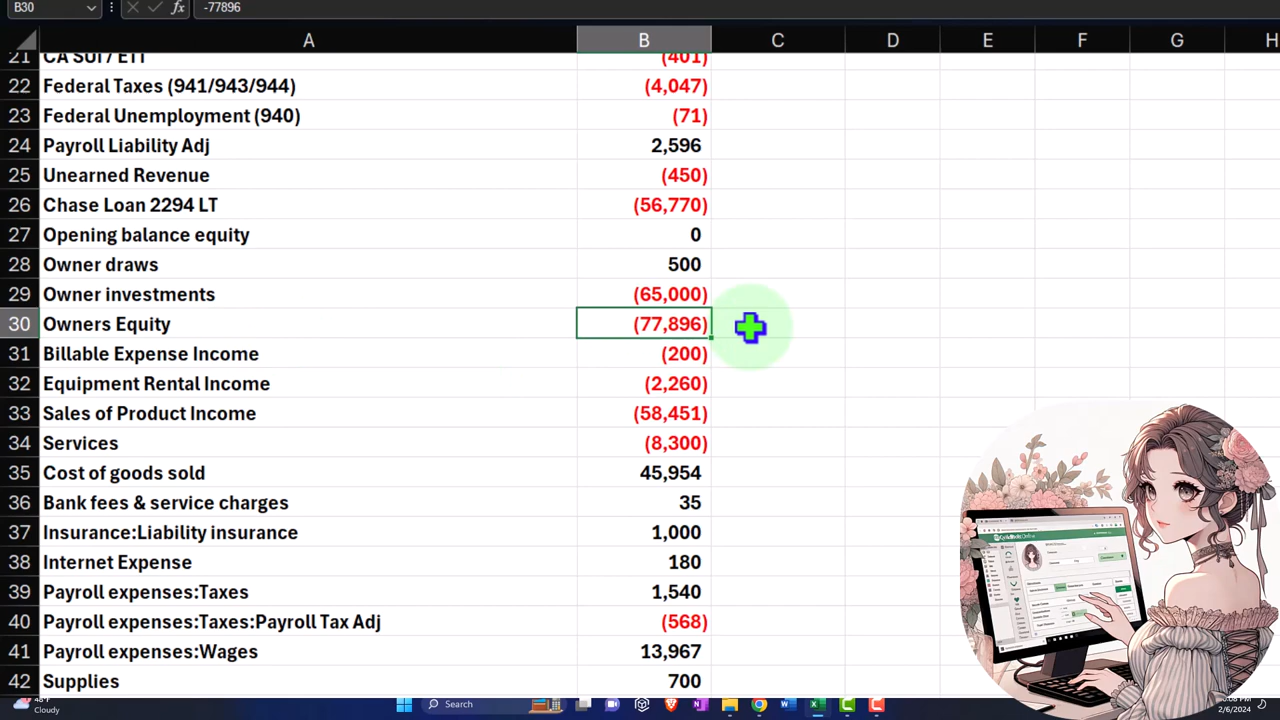 B30 fx -77896
A B C D E F G H
21 CA SUI / ETT (401)
22 Federal Taxes (941/943/944) (4,047)
23 Federal Unemployment (940) (71)
24 Payroll Liability Adj 2,596
25 Unearned Revenue (450)
26 Chase Loan 2294 LT (56,770)
27 Opening balance equity 0
28 Owner draws 500
29 Owner investments (65,000)
30 Owners Equity (77,896)
31 Billable Expense Income (200)
32 Equipment Rental Income (2,260)
33 Sales of Product Income (58,451)
34 Services (8,300)
35 Cost of goods sold 45,954
36 Bank fees & service charges 35
37 Insurance:Liability insurance 1,000
38 Internet Expense 180
39 Payroll expenses:Taxes 1,540
40 Payroll expenses:Taxes:Payroll Tax Adj (568)
41 Payroll expenses:Wages 13,967
42 Supplies 700
Cloudy
Search
2/6/2024